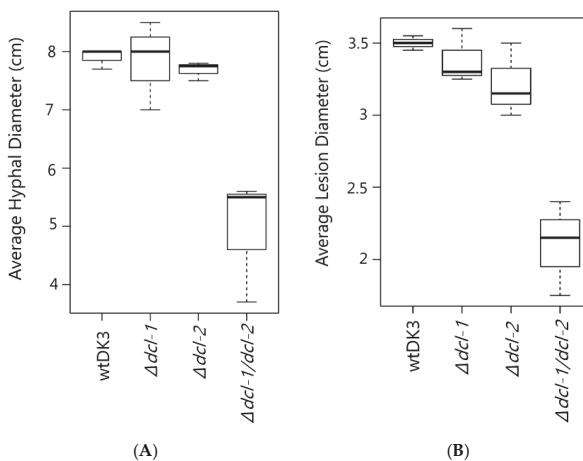 Average Hyphal Diameter (cm)
8
7
6
5
4
wtDK3
Δdcl-1
Δdcl-2
Δdcl-1/dcl-2
(A)
Average Lesion Diameter (cm)
3.5
3
2.5
2
wtDK3
Δdcl-1
Δdcl-2
Δdcl-1/dcl-2
(B)